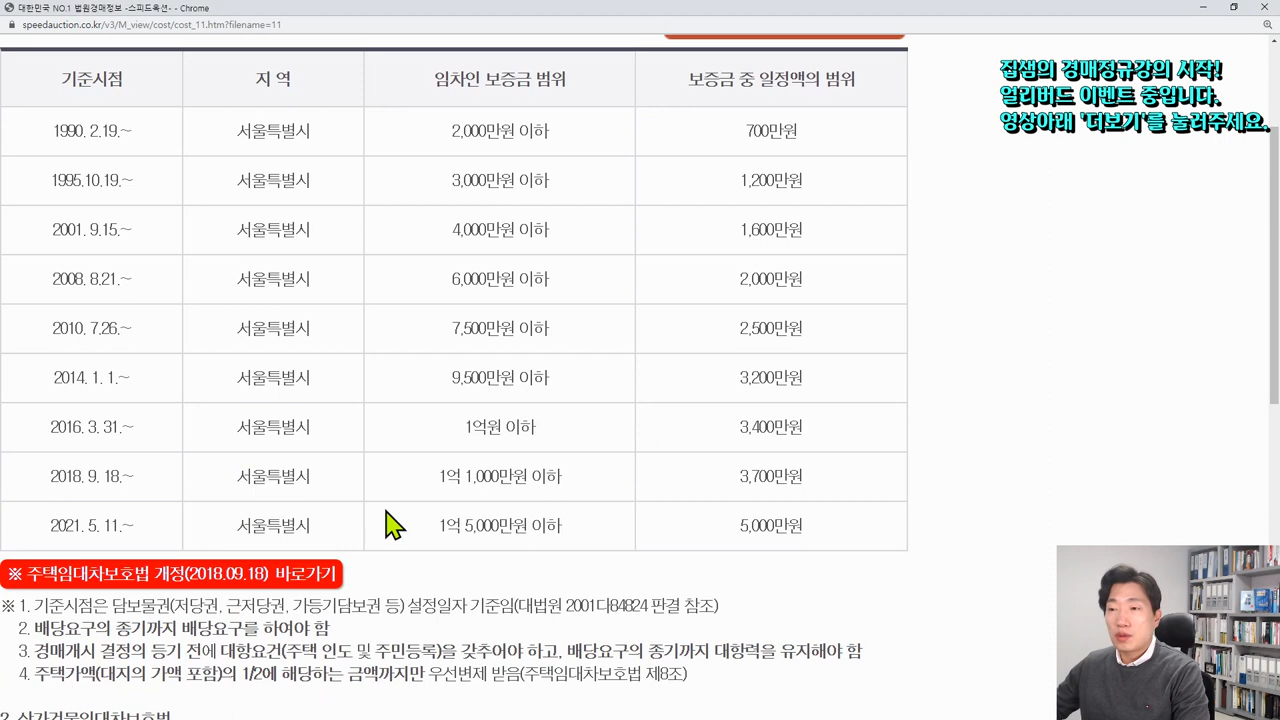 대한민국 NO.1 법원경매정보 -스피드옥션- - Chrome
speedauction.co.kr/v3/M_view/cost/cost_11.htm?filename=11
집샘의 경매정규강의 시작!
얼리버드 이벤트 중입니다.
영상아래 '더보기'를 눌러주세요.
기준시점 지 역 임차인 보증금 범위 보증금 중 일정액의 범위
1990. 2.19.~ 서울특별시 2,000만원 이하 700만원
1995.10.19.~ 서울특별시 3,000만원 이하 1,200만원
2001. 9.15.~ 서울특별시 4,000만원 이하 1,600만원
2008. 8.21.~ 서울특별시 6,000만원 이하 2,000만원
2010. 7.26.~ 서울특별시 7,500만원 이하 2,500만원
2014. 1. 1.~ 서울특별시 9,500만원 이하 3,200만원
2016. 3. 31.~ 서울특별시 1억원 이하 3,400만원
2018. 9. 18.~ 서울특별시 1억 1,000만원 이하 3,700만원
2021. 5. 11.~ 서울특별시 1억 5,000만원 이하 5,000만원
※ 주택임대차보호법 개정(2018.09.18) 바로가기
※ 1. 기준시점은 담보물권(저당권, 근저당권, 가등기담보권 등) 설정일자 기준임(대법원 2001다84824 판결 참조)
2. 배당요구의 종기까지 배당요구를 하여야 함
3. 경매개시 결정의 등기 전에 대항요건(주택 인도 및 주민등록)을 갖추어야 하고, 배당요구의 종기까지 대항력을 유지해야 함
4. 주택가액(대지의 가액 포함)의 1/2에 해당하는 금액까지만 우선변제 받음(주택임대차보호법 제8조)
2. 상가건물임대차보호법